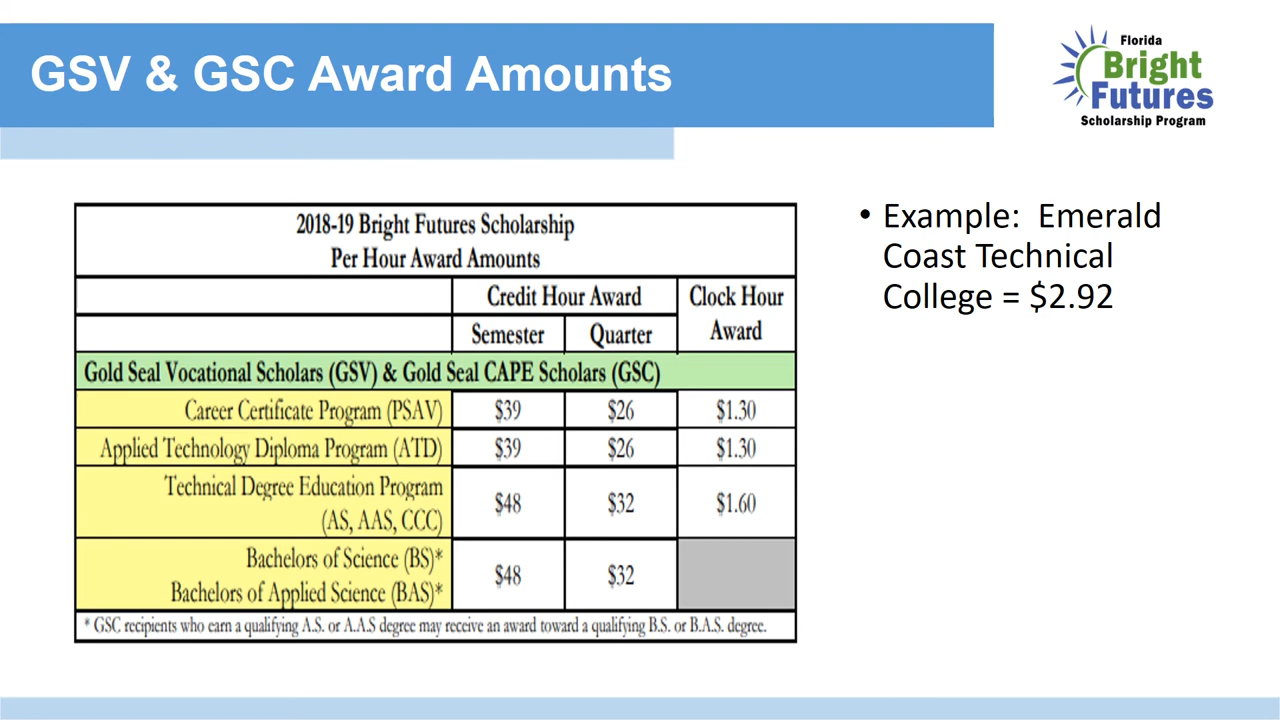 GSV & GSC Award Amounts
Florida
Bright
Futures
Scholarship Program
2018-19 Bright Futures Scholarship
Per Hour Award Amounts
Credit Hour Award
Clock Hour
Award
Semester
Quarter
Gold Seal Vocational Scholars (GSV) & Gold Seal CAPE Scholars (GSC)
Career Certificate Program (PSAV) $39 $26 $1.30
Applied Technology Diploma Program (ATD) $39 $26 $1.30
Technical Degree Education Program
(AS, AAS, CCC) $48 $32 $1.60
Bachelors of Science (BS)*
Bachelors of Applied Science (BAS)* $48 $32
* GSC recipients who earn a qualifying A.S. or A.A.S degree may receive an award toward a qualifying B.S. or B.A.S. degree.
• Example: Emerald
Coast Technical
College = $2.92